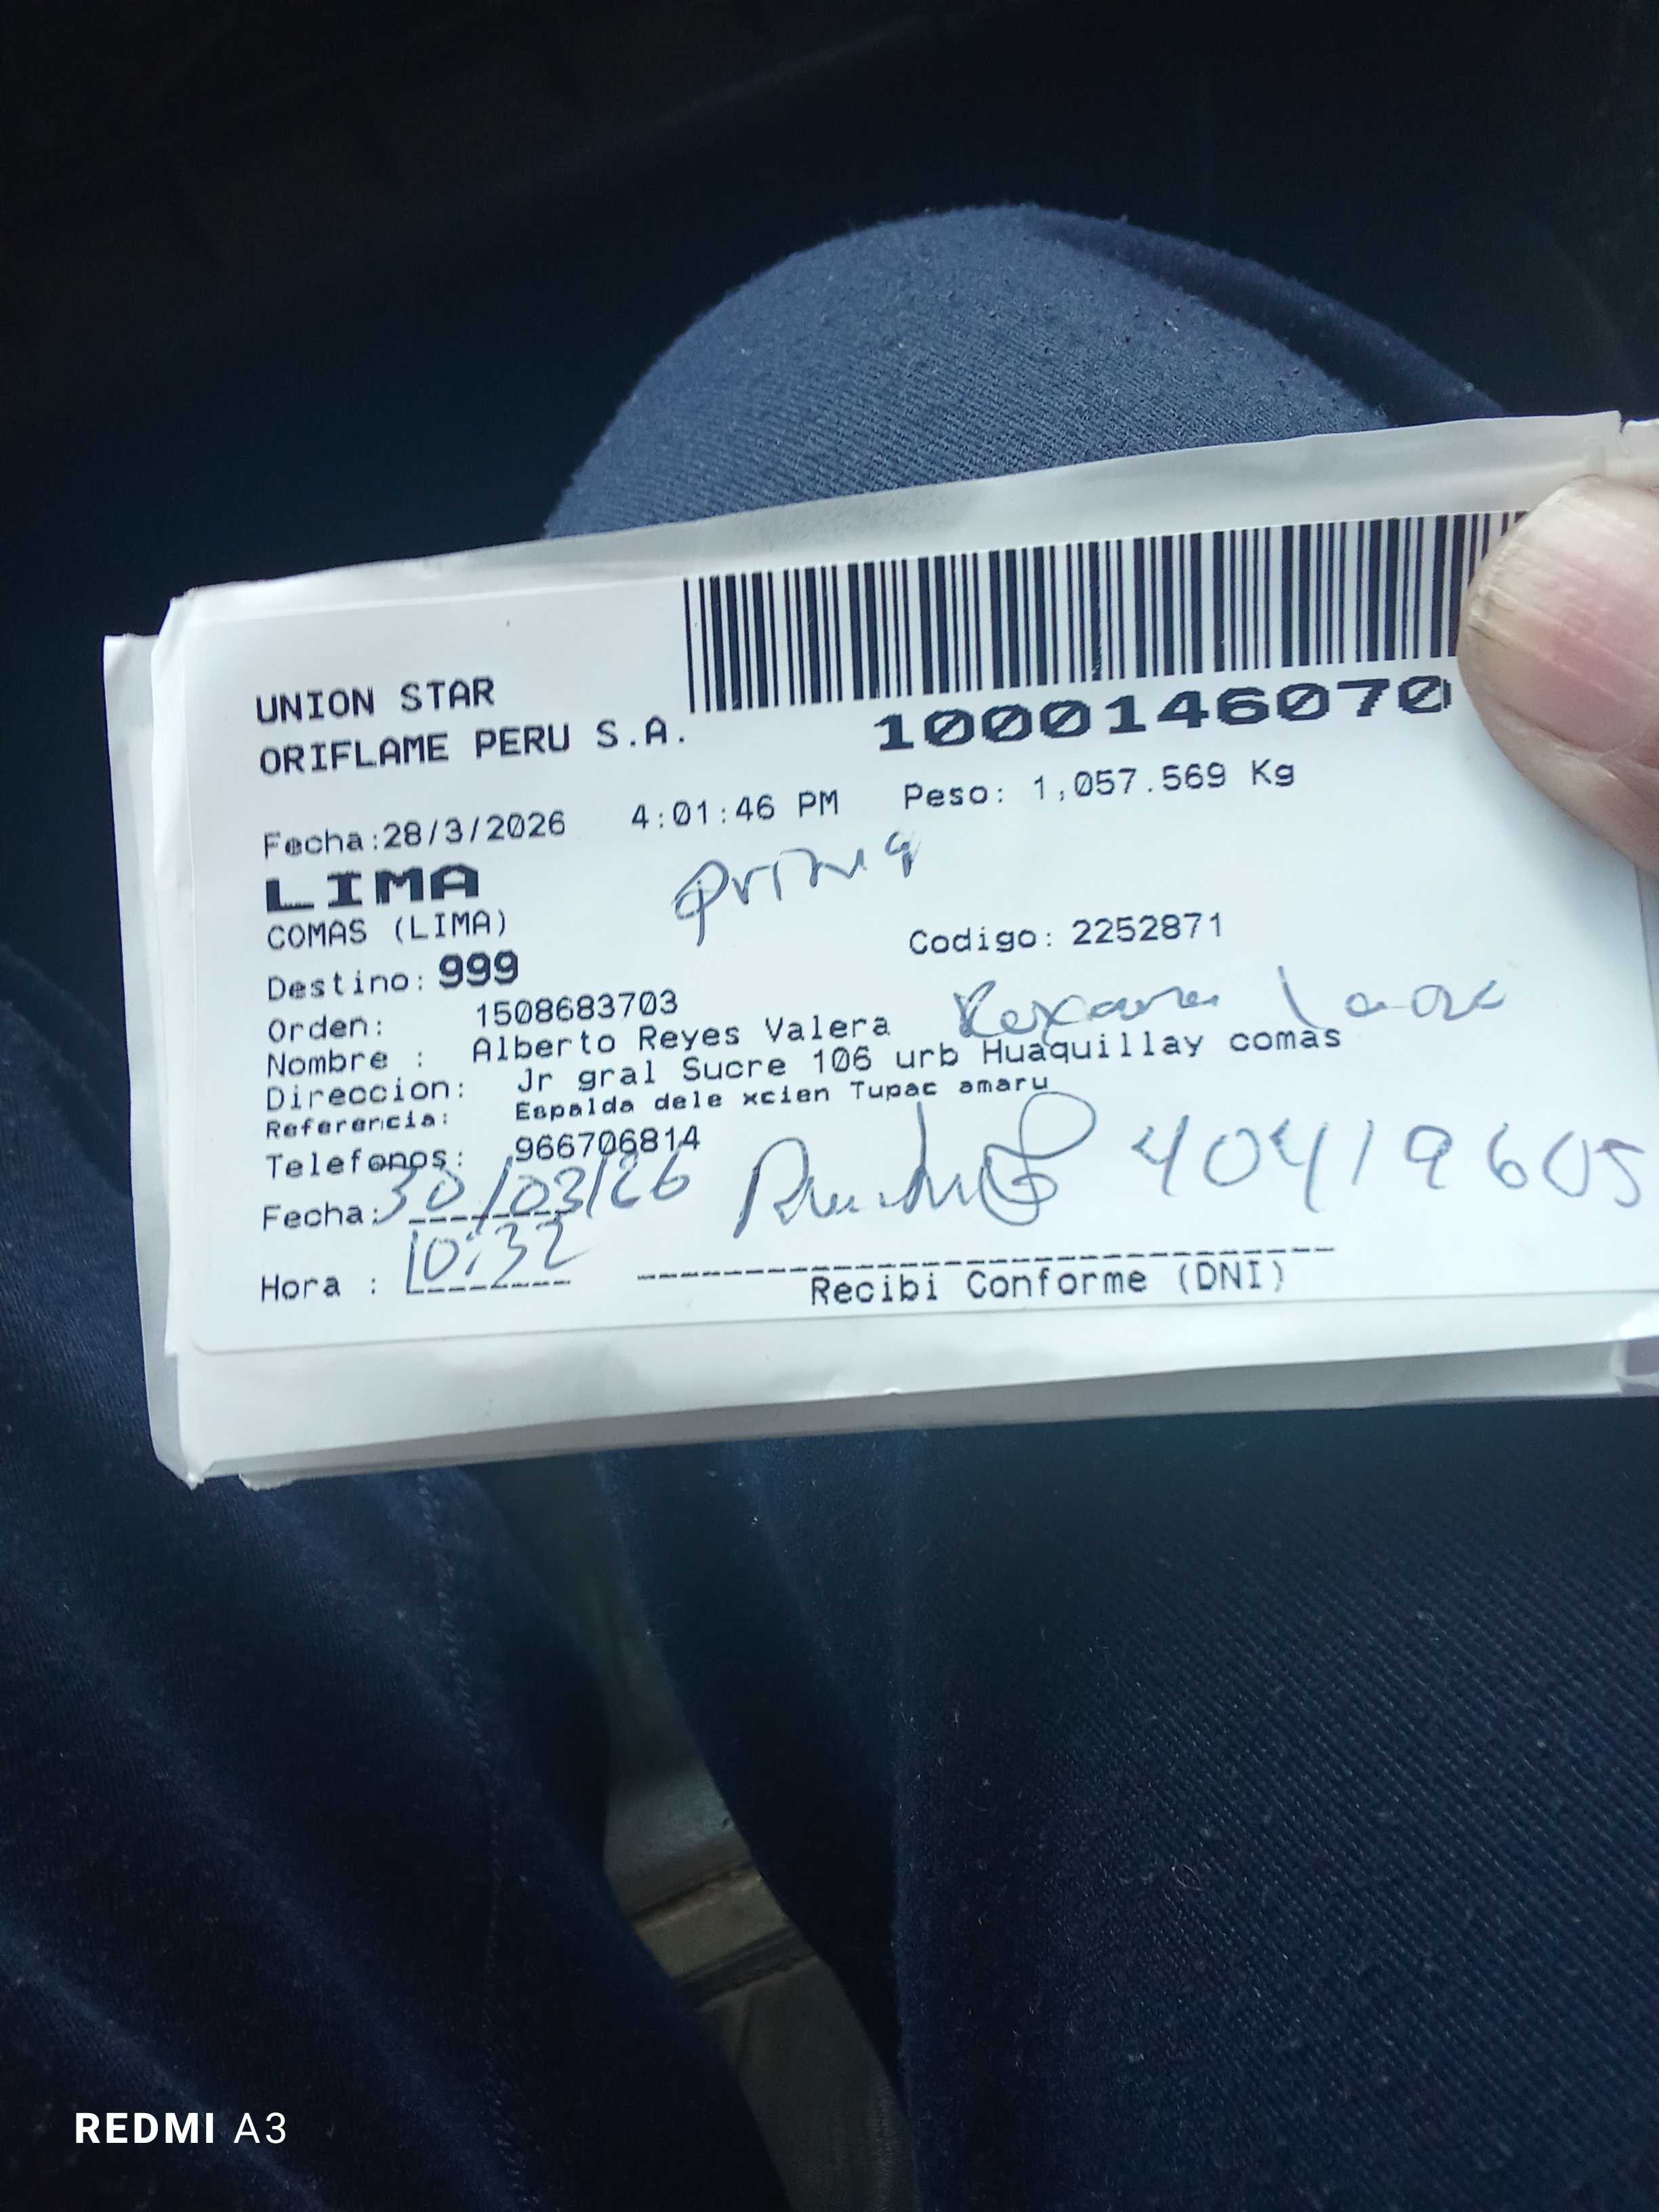 UNION STAR
ORIFLAME PERU S.A.
1000146070
Fecha:28/3/2026 4:01:46 PM Peso: 1,057.569 Kg
LIMA
prima
COMAS (LIMA)
Codigo: 2252871
Destino: 999
Orden: 1508683703
Nombre : Alberto Reyes Valera
Direccion: Jr gral Sucre 106 urb Huaquillay comas
Referencia: Espalda dele xcien Tupac amaru
Telefonos: 966706814
Fecha: 30/03/26 40419605
Hora : 10:32
Recibi Conforme (DNI)
REDMI A3